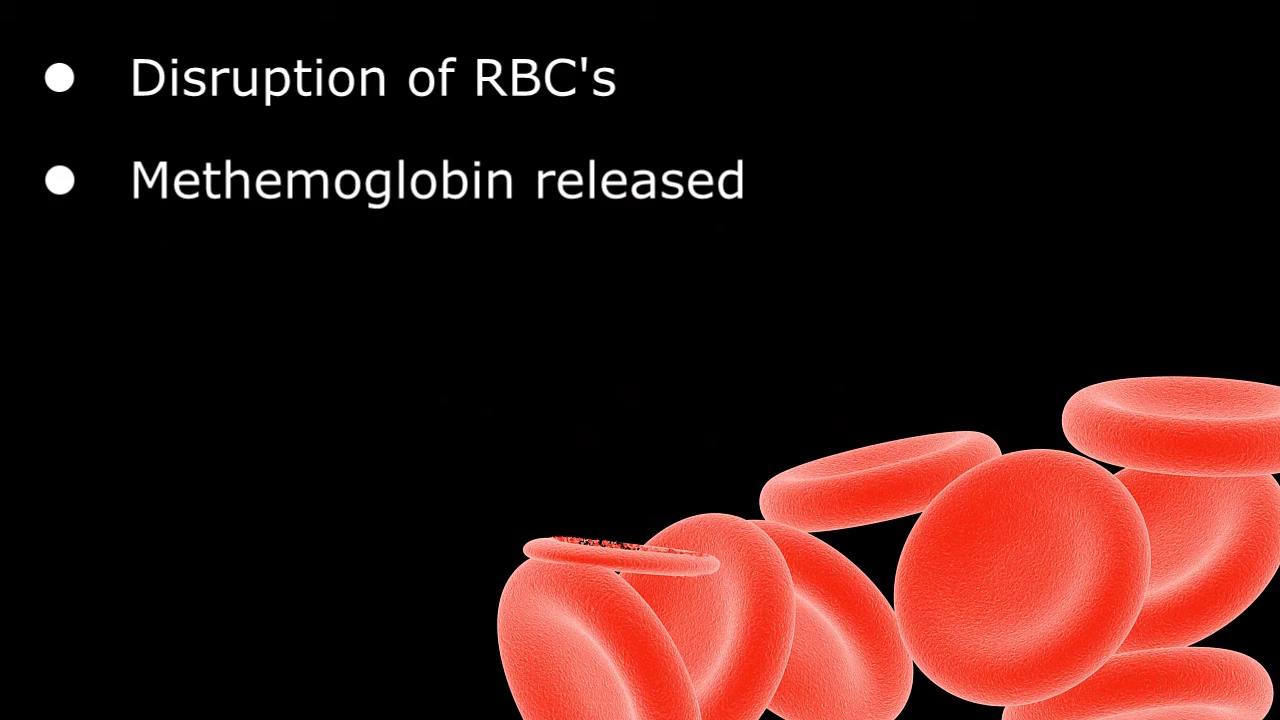 ● Disruption of RBC's
● Methemoglobin released